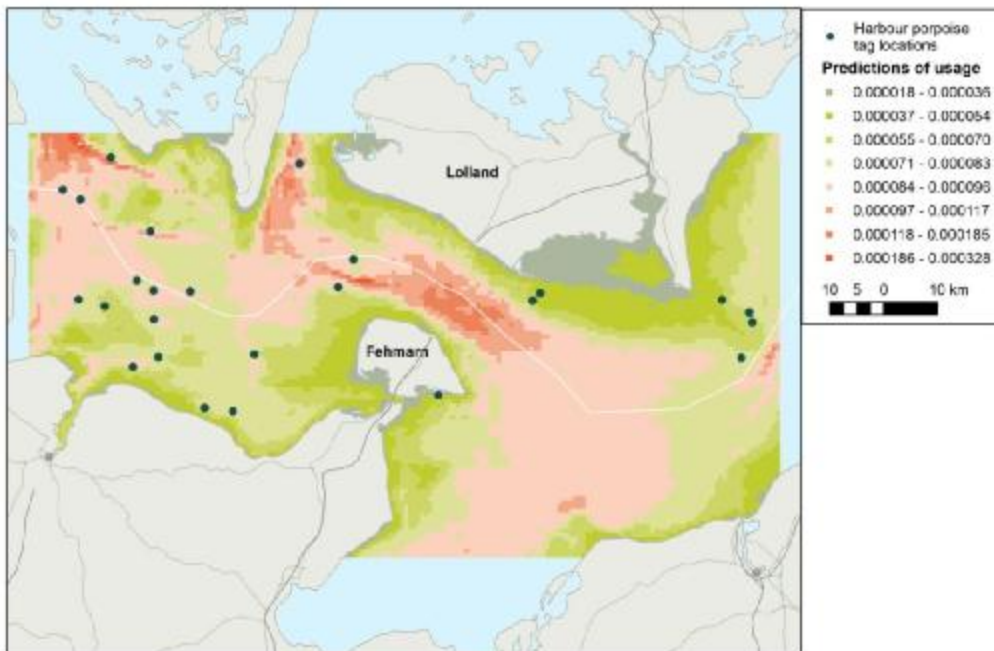 Harbour porpoise
tag locations
Predictions of usage
0.000018 - 0.000036
0.000037 - 0.000054
0.000055 - 0.000070
0.000071 - 0.000083
0.000084 - 0.000096
0.000097 - 0.000117
0.000118 - 0.000185
0.000186 - 0.000328
10 5 0 10 km
Lolland
Fehmarn